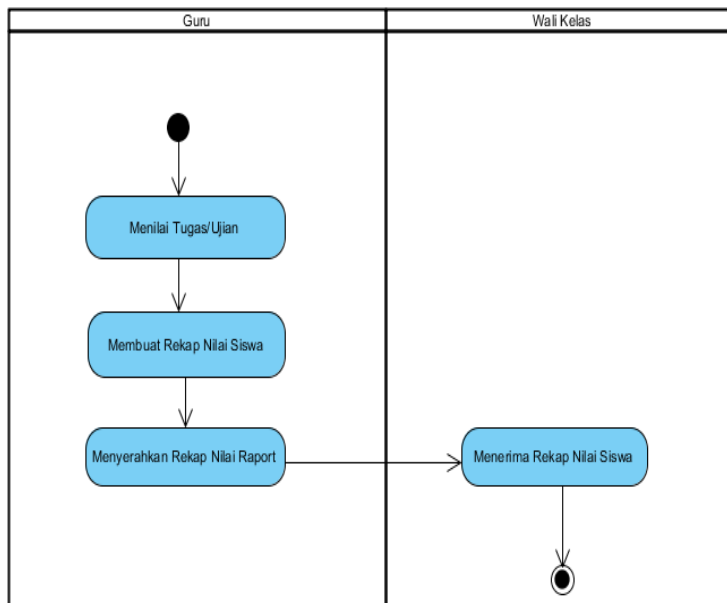 Guru
Wali Kelas
Menilai Tugas/Ujian
Membuat Rekap Nilai Siswa
Menyerahkan Rekap Nilai Raport
Menerima Rekap Nilai Siswa